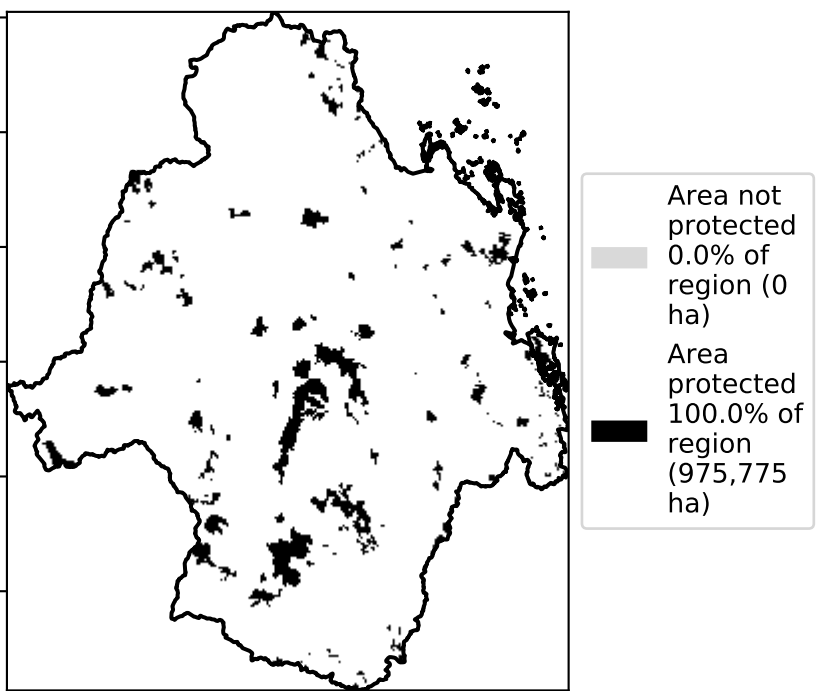 Area not
protected
0.0% of
region (0
ha)
Area
protected
100.0% of
region
(975,775
ha)